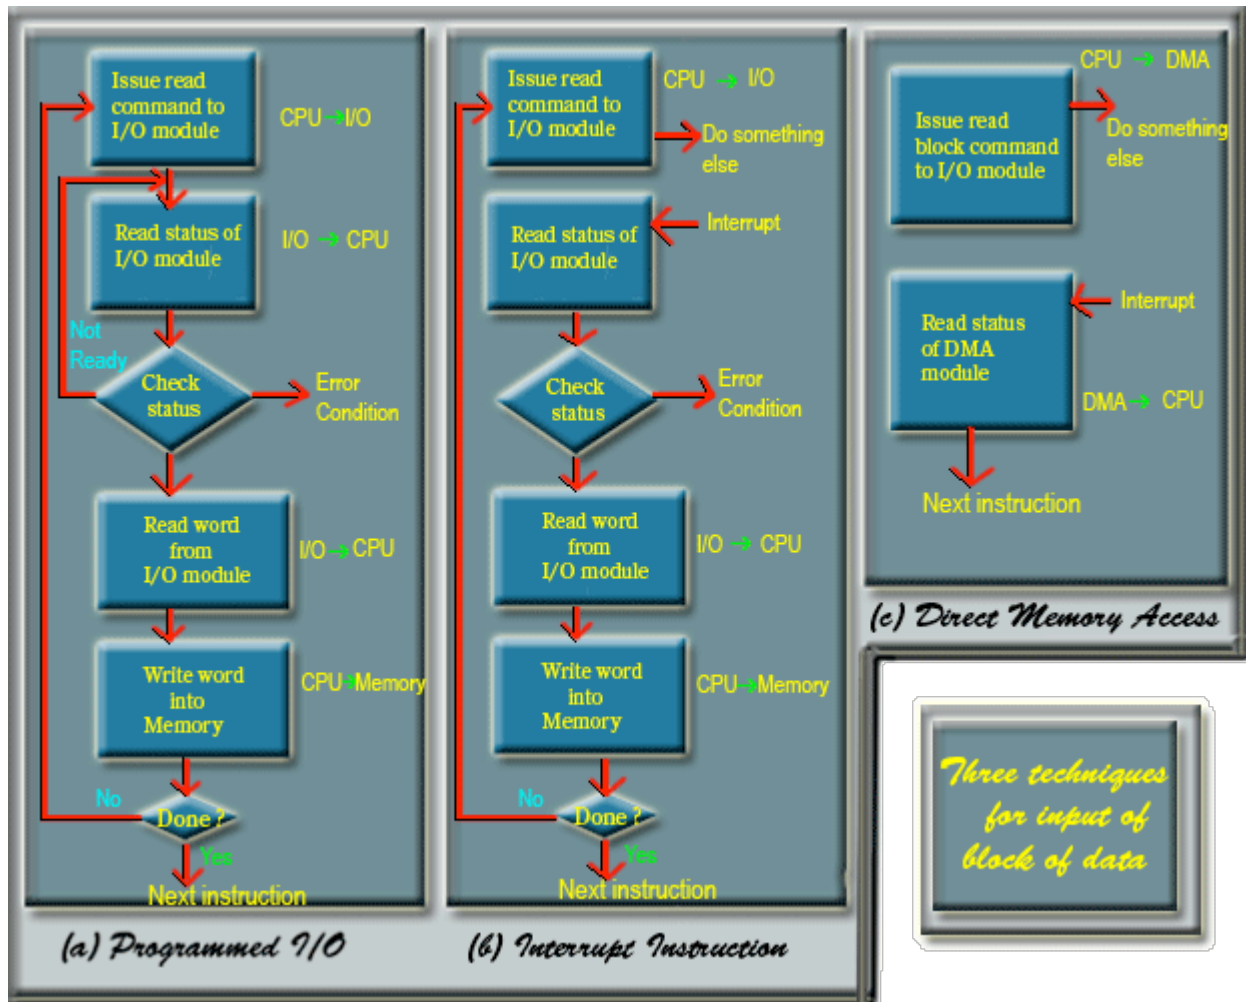 Issue read
command to
I/O module
CPU → I/O
Read status of
I/O module
I/O → CPU
Not
Ready
Check
status
Error
Condition
Read word
from
I/O module
I/O → CPU
Write word
into
Memory
CPU → Memory
No
Done ?
Yes
Next instruction
(a) Programmed I/O
Issue read
command to
I/O module
CPU → I/O
Do something
else
Interrupt
Read status of
I/O module
Check
status
Error
Condition
Read word
from
I/O module
I/O → CPU
Write word
into
Memory
CPU → Memory
No
Done ?
Yes
Next instruction
(b) Interrupt Instruction
CPU → DMA
Issue read
block command
to I/O module
Do something
else
Interrupt
Read status
of DMA
module
DMA → CPU
Next instruction
(c) Direct Memory Access
Three techniques
for input of
block of data